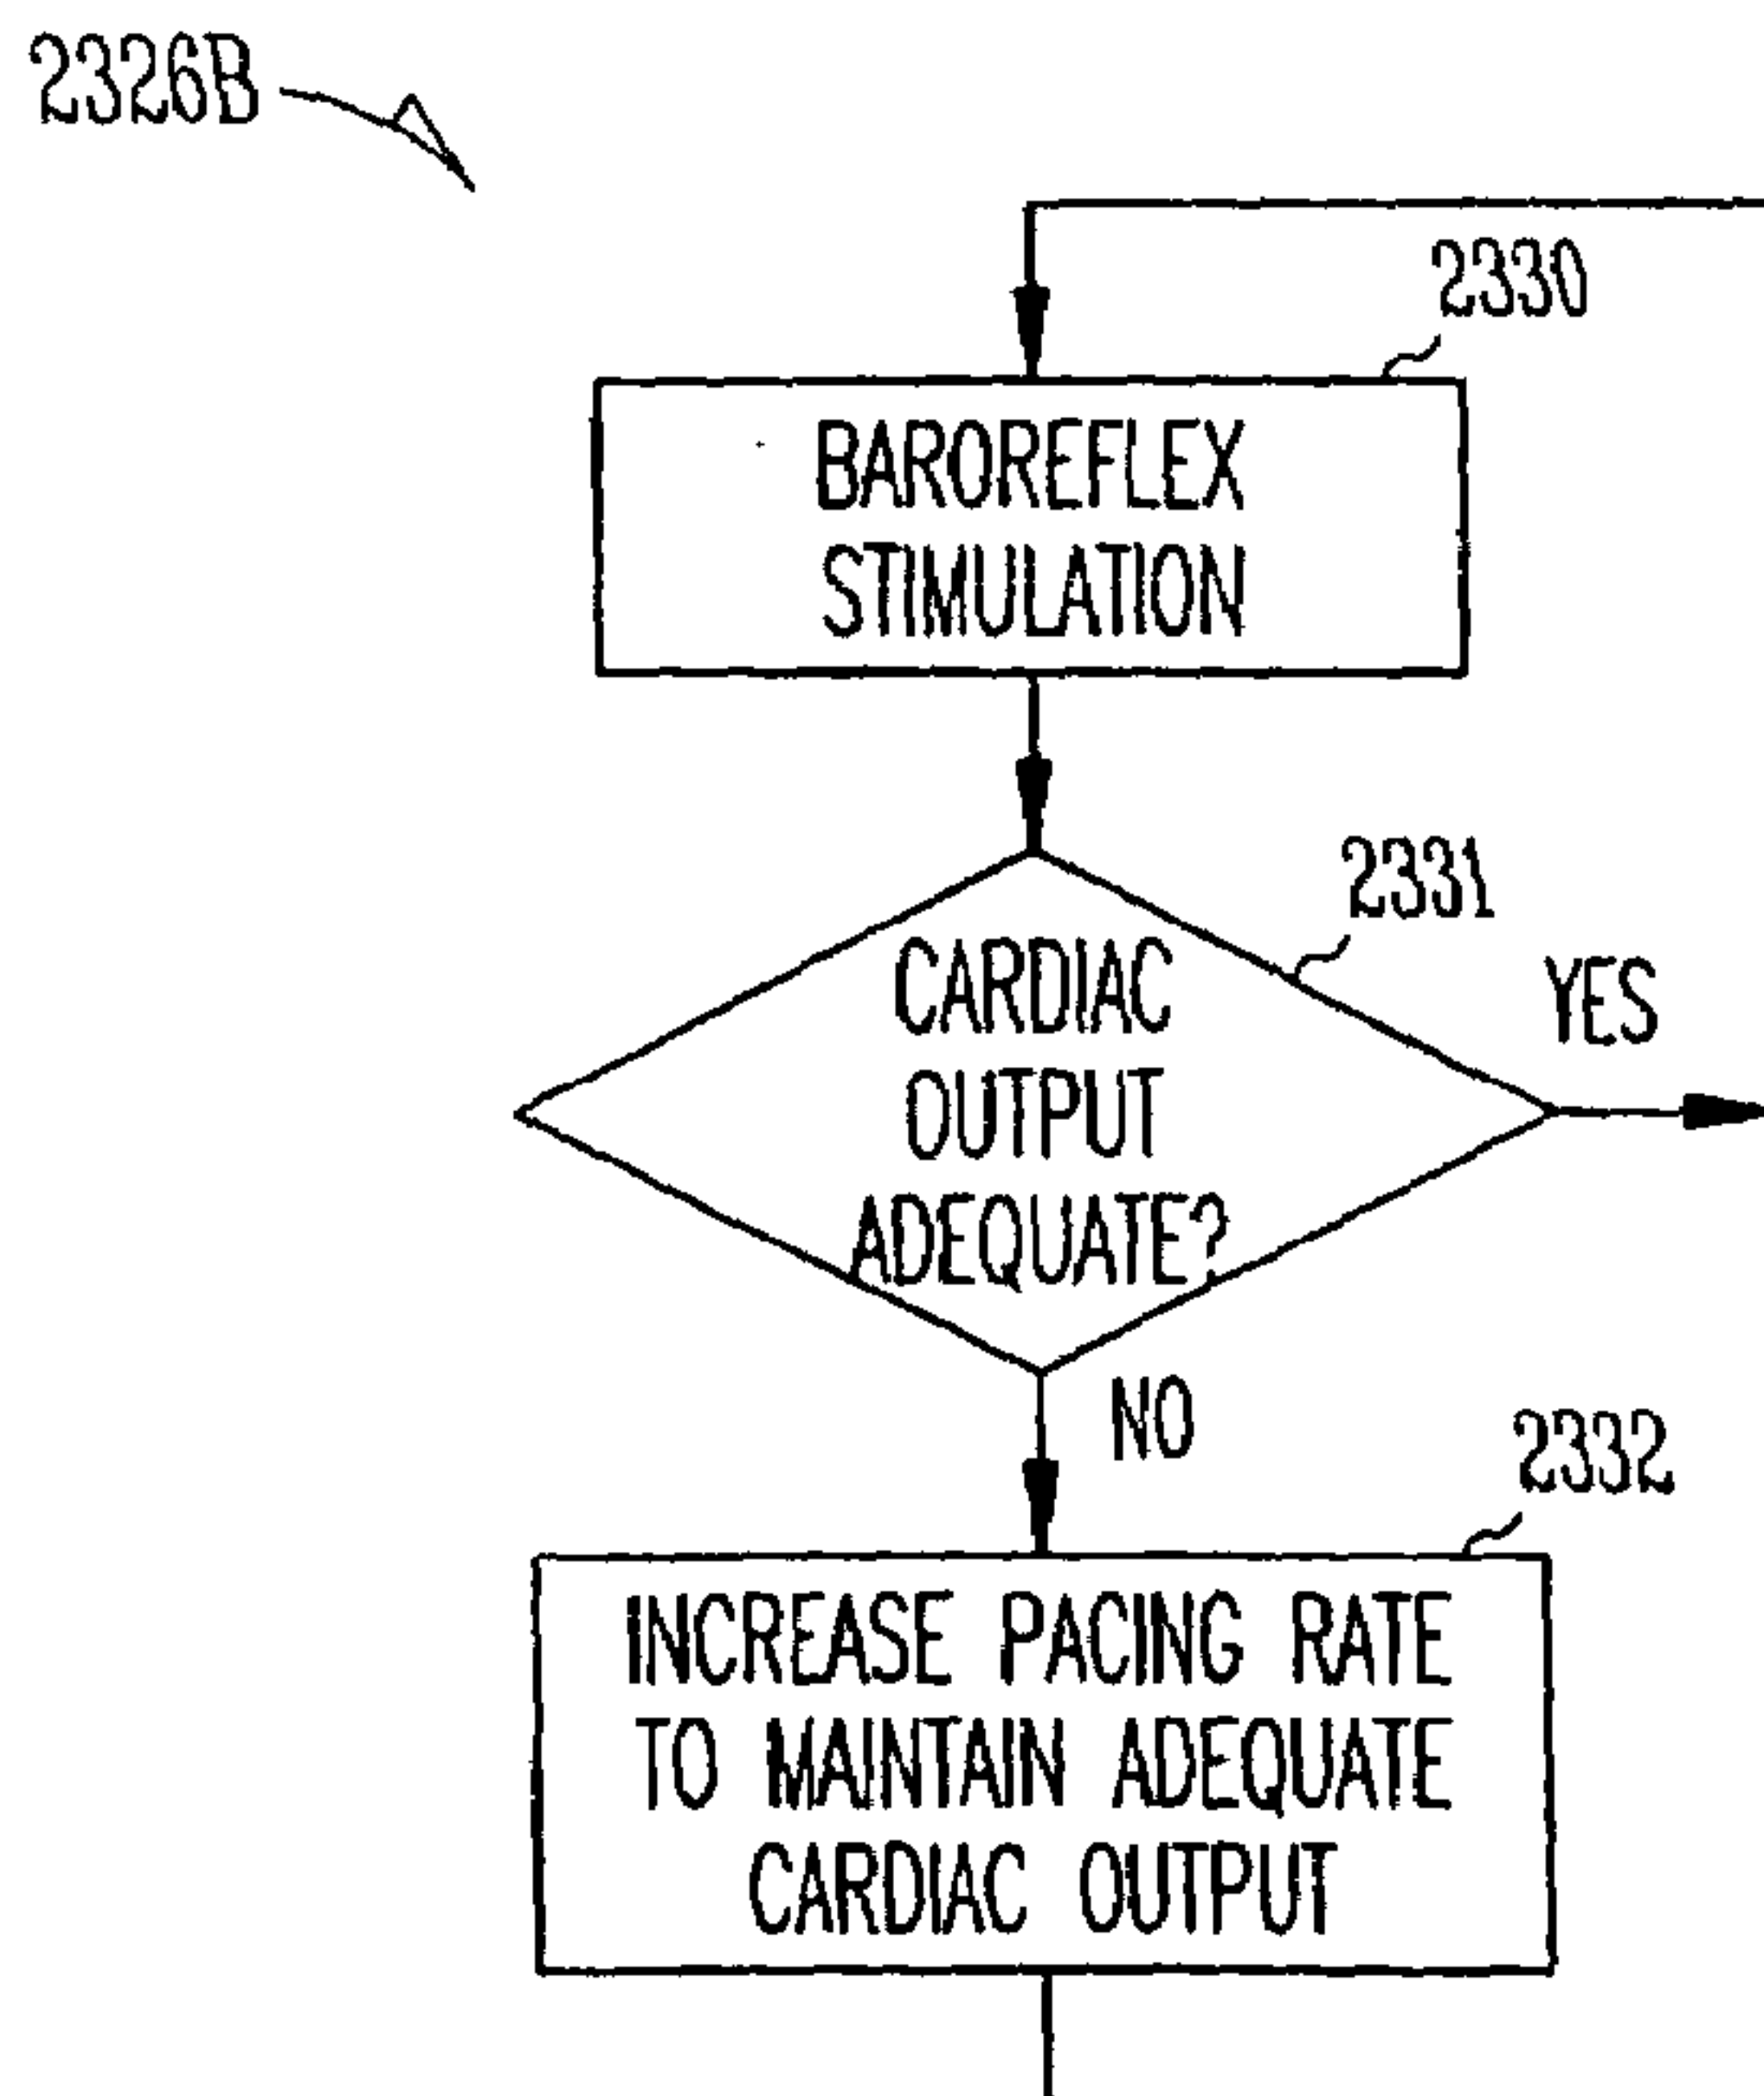 2326B
2330
BAROREFLEX
STIMULATION
2331
CARDIAC
OUTPUT
ADEQUATE?
YES
NO
2332
INCREASE PACING RATE
TO MAINTAIN ADEQUATE
CARDIAC OUTPUT